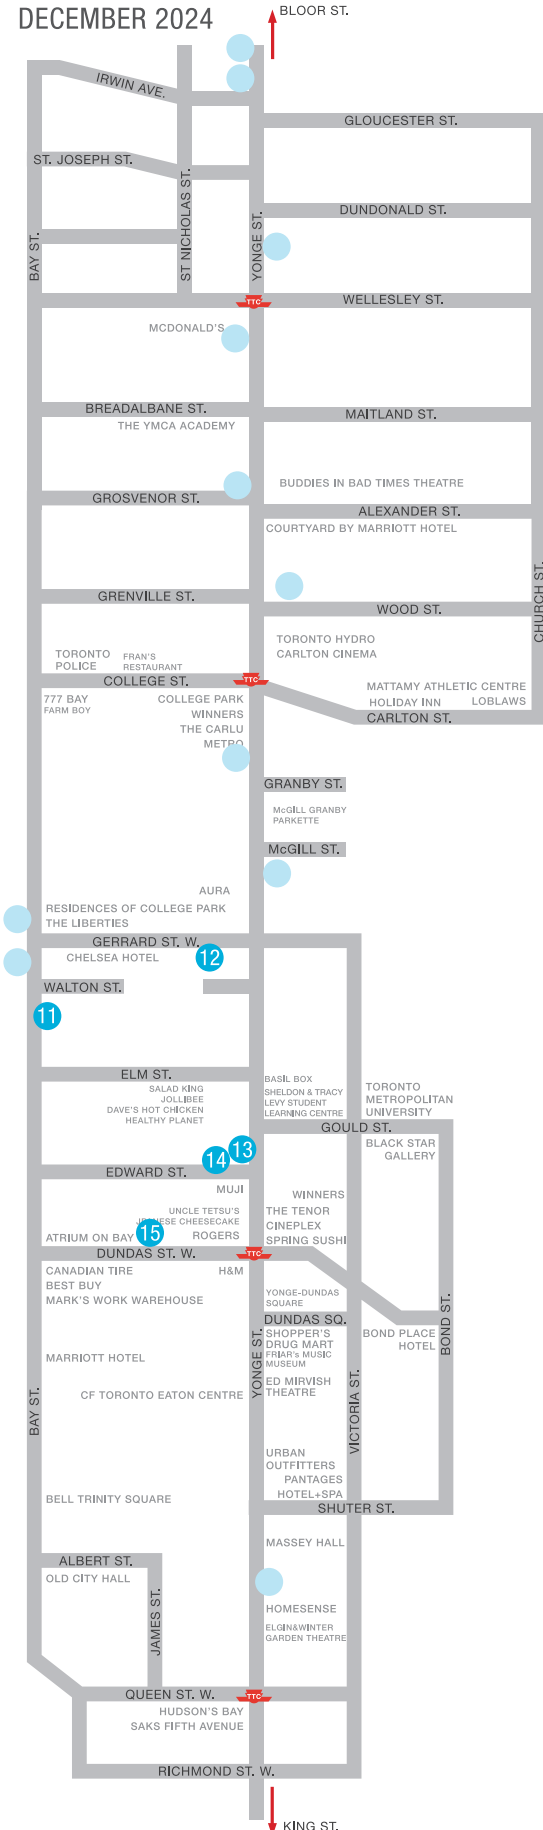 DECEMBER 2024
BLOOR ST.
IRWIN AVE.
GLOUCESTER ST.
ST. JOSEPH ST.
ST NICHOLAS ST.
DUNDONALD ST.
BAY ST.
YONGE ST.
TTC
WELLESLEY ST.
MCDONALD'S
BREADALBANE ST.
MAITLAND ST.
THE YMCA ACADEMY
BUDDIES IN BAD TIMES THEATRE
GROSVENOR ST.
ALEXANDER ST.
COURTYARD BY MARRIOTT HOTEL
CHURCH ST.
GRENVILLE ST.
WOOD ST.
TORONTO HYDRO
CARLTON CINEMA
TORONTO
POLICE
FRAN'S
RESTAURANT
COLLEGE ST.
TTC
MATTAMY ATHLETIC CENTRE
HOLIDAY INN
LOBLAWS
CARLTON ST.
777 BAY
FARM BOY
COLLEGE PARK
WINNERS
THE CARLU
METRO
GRANBY ST.
McGILL GRANBY
PARKETTE
McGILL ST.
AURA
RESIDENCES OF COLLEGE PARK
THE LIBERTIES
GERRARD ST. W.
CHELSEA HOTEL
12
WALTON ST.
11
ELM ST.
SALAD KING
JOLLIBEE
DAVE'S HOT CHICKEN
HEALTHY PLANET
BASIL BOX
SHELDON & TRACY
LEVY STUDENT
LEARNING CENTRE
TORONTO
METROPOLITAN
UNIVERSITY
GOULD ST.
BLACK STAR
GALLERY
13
14
EDWARD ST.
MUJI
WINNERS
UNCLE TETSU'S
JPANESE CHEESECAKE
ROGERS
THE TENOR
CINEPLEX
SPRING SUSHI
15
ATRIUM ON BAY
DUNDAS ST. W.
TTC
CANADIAN TIRE
BEST BUY
MARK'S WORK WAREHOUSE
H&M
YONGE-DUNDAS
SQUARE
DUNDAS SQ.
SHOPPER'S
DRUG MART
FRIAR's MUSIC
MUSEUM
BOND PLACE
HOTEL
BOND ST.
YONGE ST.
MARRIOTT HOTEL
ED MIRVISH
THEATRE
CF TORONTO EATON CENTRE
BAY ST.
VICTORIA ST.
URBAN
OUTFITTERS
PANTAGES
HOTEL+SPA
BELL TRINITY SQUARE
SHUTER ST.
MASSEY HALL
ALBERT ST.
OLD CITY HALL
JAMES ST.
HOMESENSE
ELGIN&WINTER
GARDEN THEATRE
QUEEN ST. W.
TTC
HUDSON'S BAY
SAKS FIFTH AVENUE
RICHMOND ST. W.
KING ST.